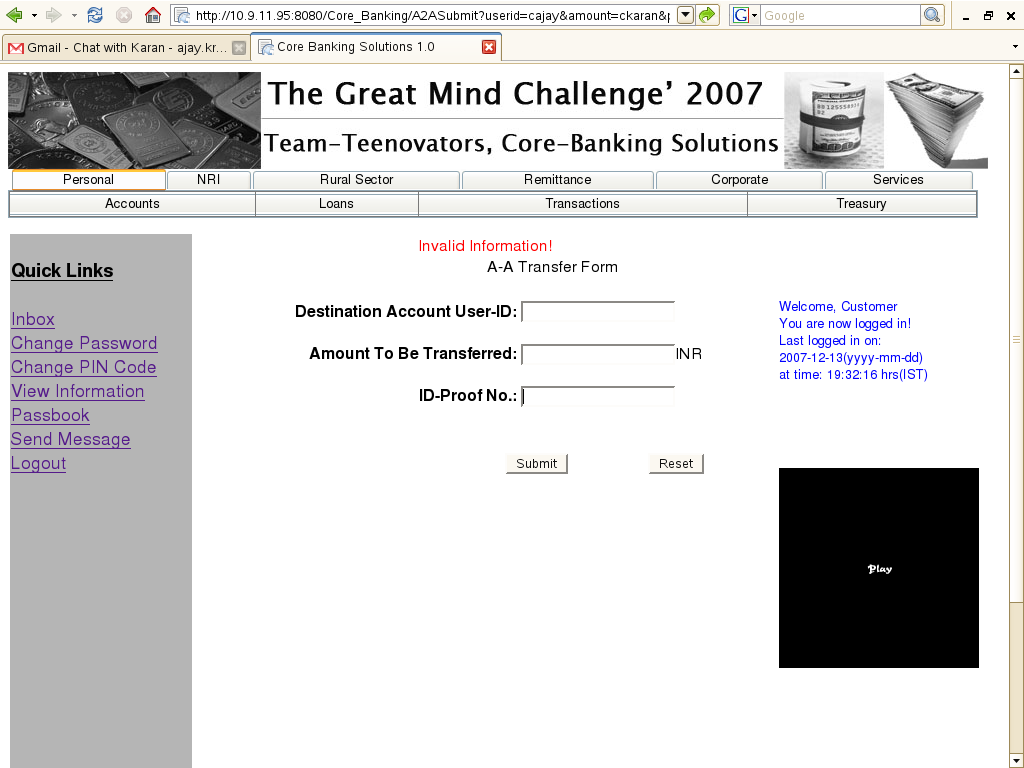 http://10.9.11.95:8080/Core_Banking/A2ASubmit?userid=cajay&amount=ckaran&p
G
Google
Gmail - Chat with Karan - ajay.kr...
Core Banking Solutions 1.0
The Great Mind Challenge' 2007
Team-Teenovators, Core-Banking Solutions
Personal
NRI
Rural Sector
Remittance
Corporate
Services
Accounts
Loans
Transactions
Treasury
Quick Links
Inbox
Change Password
Change PIN Code
View Information
Passbook
Send Message
Logout
Invalid Information!
A-A Transfer Form
Destination Account User-ID:
Amount To Be Transferred:
INR
ID-Proof No.:
Submit
Reset
Welcome, Customer
You are now logged in!
Last logged in on:
2007-12-13(yyyy-mm-dd)
at time: 19:32:16 hrs(IST)
Play